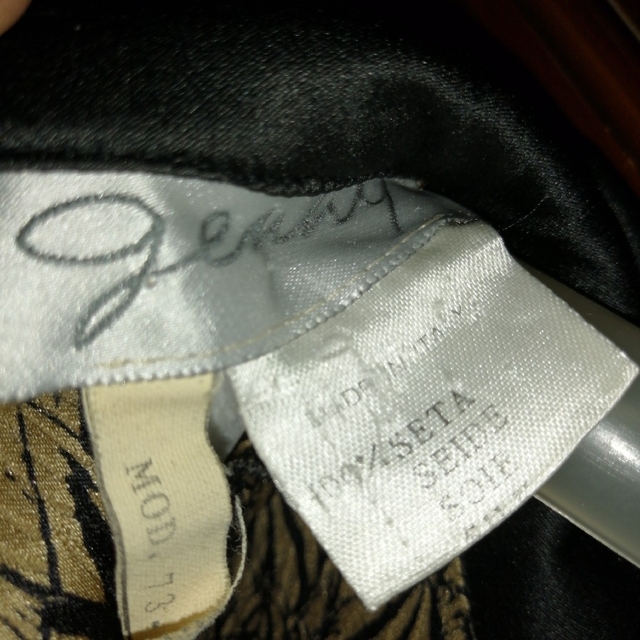 Genny
MADE IN ITALY
100% SETA
SEIDE
SOIE
MOD. 73